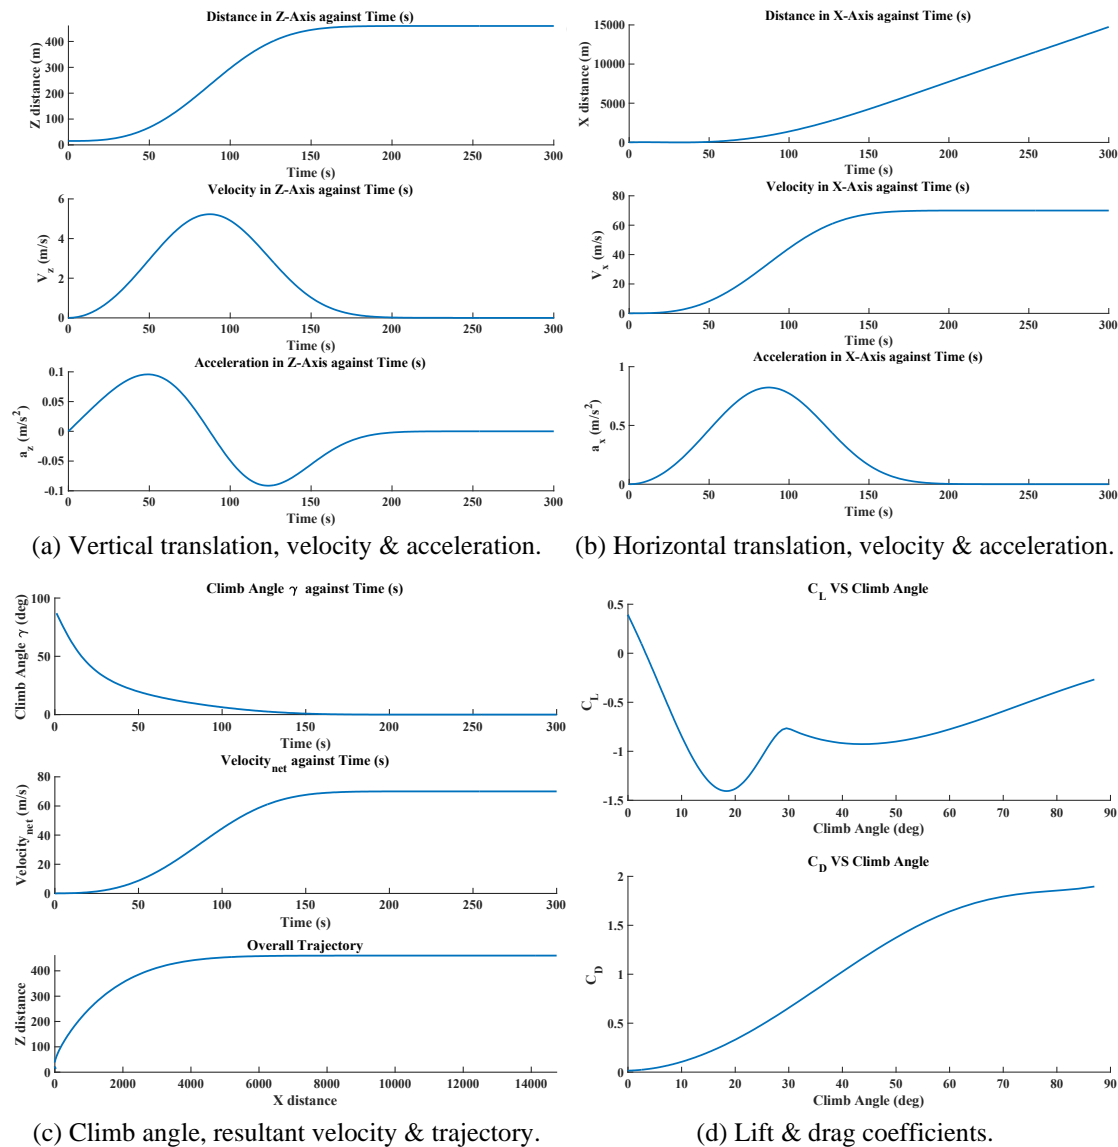 Distance in Z-Axis against Time (s)
Z distance (m)
400
300
200
100
0
0 50 100 150 200 250 300
Time (s)
Velocity in Z-Axis against Time (s)
V_z (m/s)
6
4
2
0
0 50 100 150 200 250 300
Time (s)
Acceleration in Z-Axis against Time (s)
a_z (m/s²)
0.1
0.05
0
-0.05
-0.1
0 50 100 150 200 250 300
Time (s)
(a) Vertical translation, velocity & acceleration.
Distance in X-Axis against Time (s)
X distance (m)
15000
10000
5000
0
0 50 100 150 200 250 300
Time (s)
Velocity in X-Axis against Time (s)
V_x (m/s)
80
60
40
20
0
0 50 100 150 200 250 300
Time (s)
Acceleration in X-Axis against Time (s)
a_x (m/s²)
1
0.5
0
0 50 100 150 200 250 300
Time (s)
(b) Horizontal translation, velocity & acceleration.
Climb Angle γ against Time (s)
Climb Angle γ (deg)
100
50
0
0 50 100 150 200 250 300
Time (s)
Velocity_net against Time (s)
Velocity_net (m/s)
80
60
40
20
0
0 50 100 150 200 250 300
Time (s)
Overall Trajectory
Z distance
400
300
200
100
0
0 2000 4000 6000 8000 10000 12000 14000
X distance
(c) Climb angle, resultant velocity & trajectory.
C_L VS Climb Angle
C_L
0.5
0
-0.5
-1
-1.5
0 10 20 30 40 50 60 70 80 90
Climb Angle (deg)
C_D VS Climb Angle
C_D
2
1.5
1
0.5
0
0 10 20 30 40 50 60 70 80 90
Climb Angle (deg)
(d) Lift & drag coefficients.